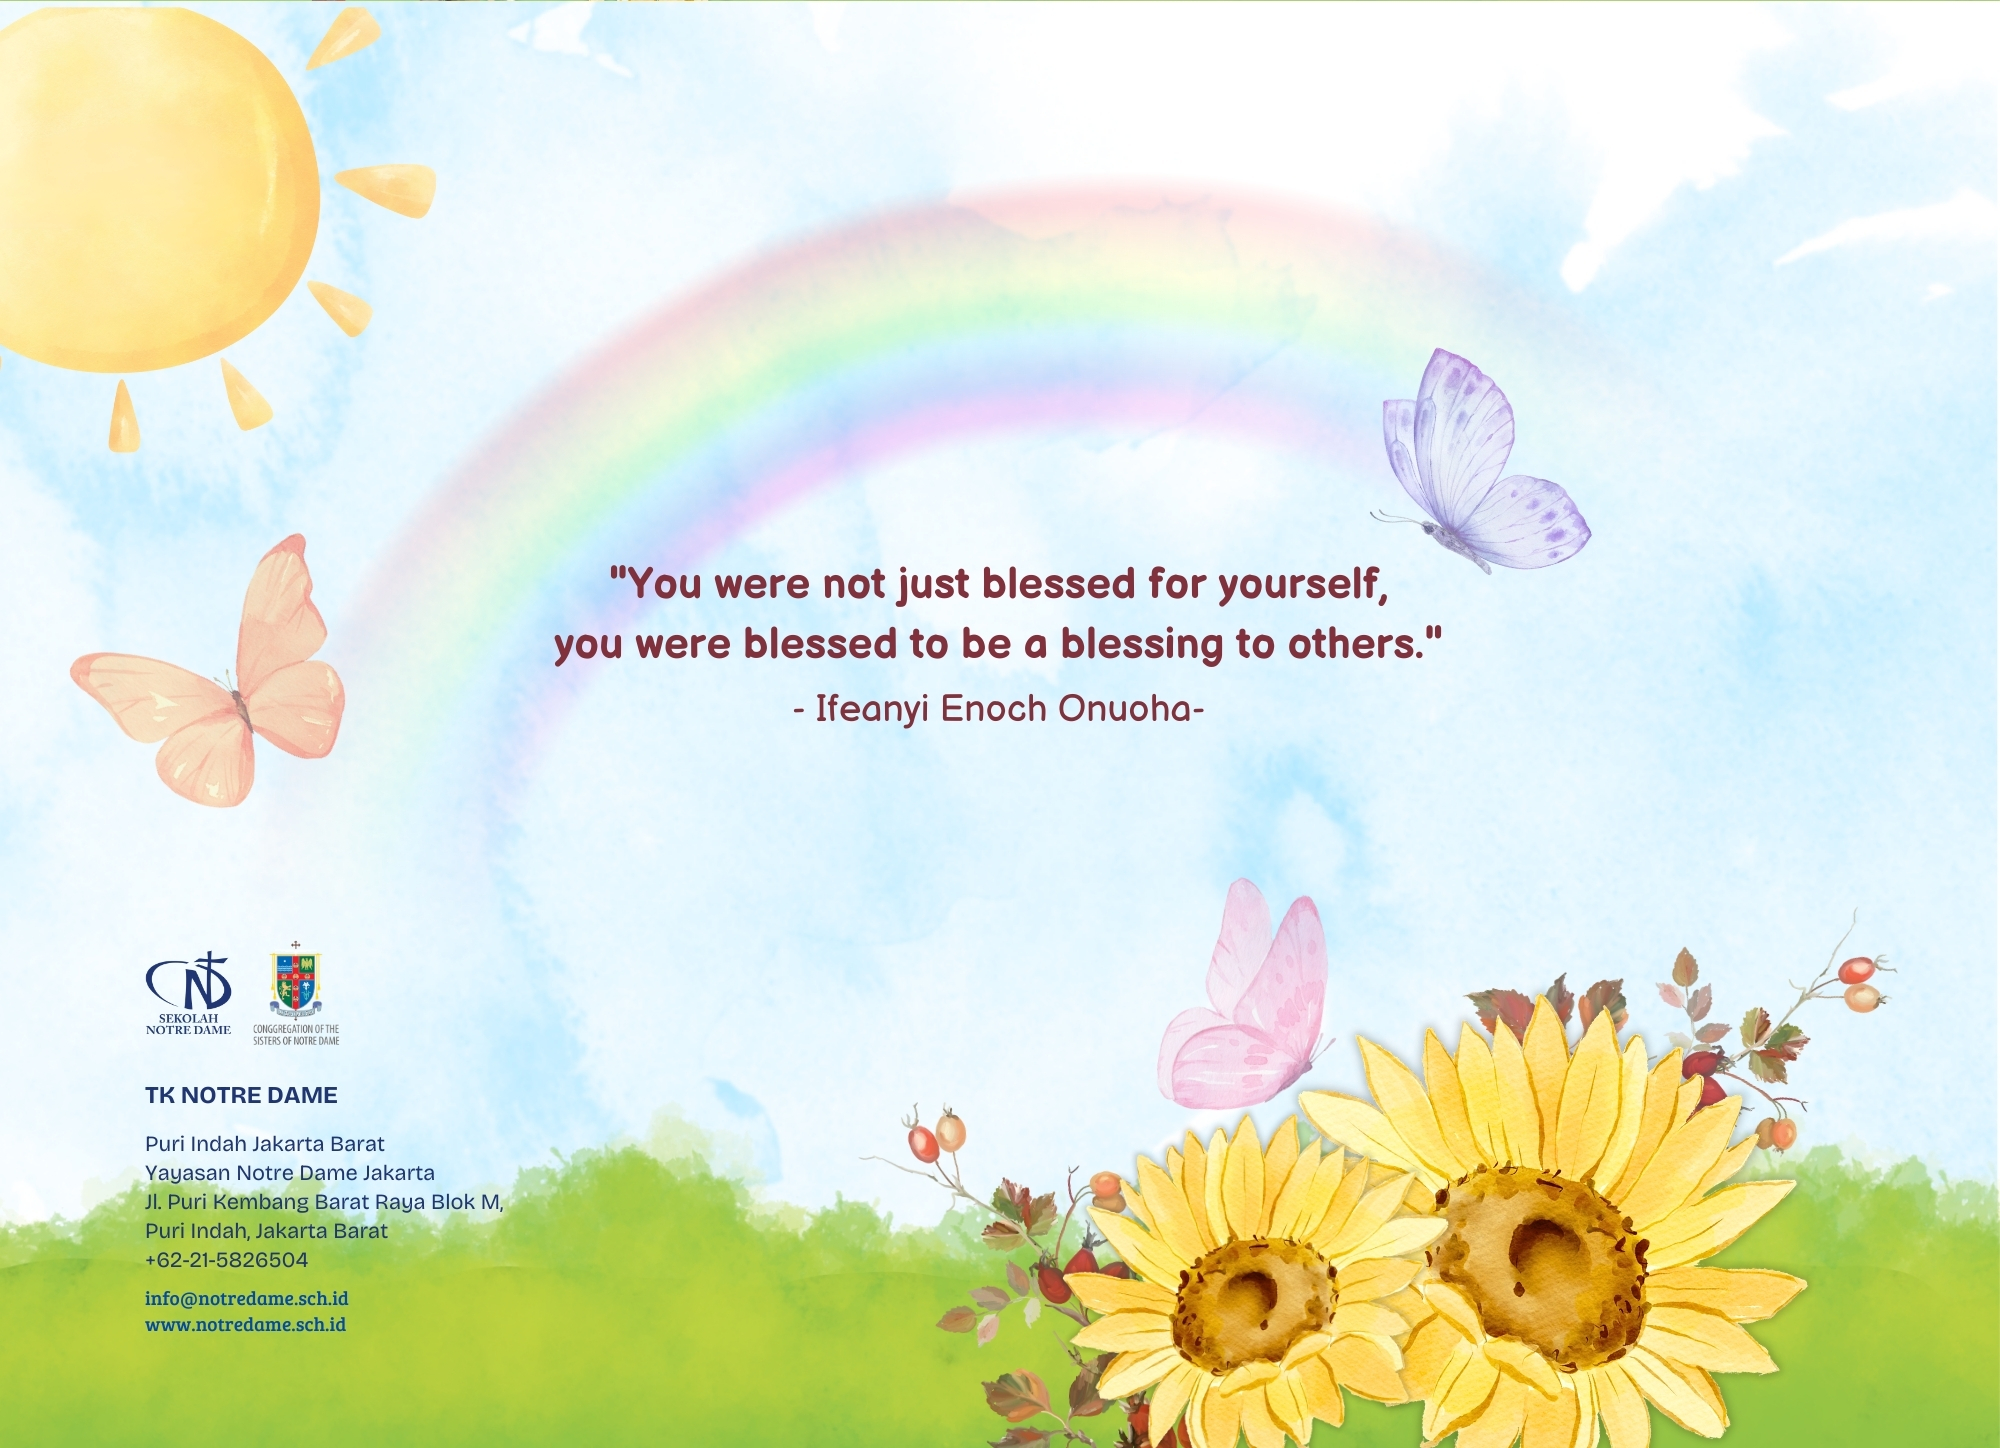 "You were not just blessed for yourself,
you were blessed to be a blessing to others."
- Ifeanyi Enoch Onuoha-
SEKOLAH
NOTRE DAME
CONGGREGATION OF THE
SISTERS OF NOTRE DAME
TK NOTRE DAME
Puri Indah Jakarta Barat
Yayasan Notre Dame Jakarta
Jl. Puri Kembang Barat Raya Blok M,
Puri Indah, Jakarta Barat
+62-21-5826504
info@notredame.sch.id
www.notredame.sch.id